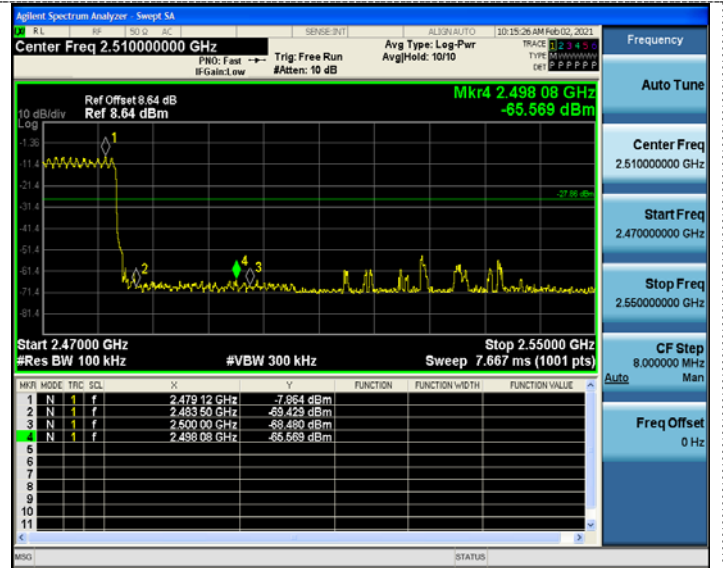 Agilent Spectrum Analyzer - Swept SA
RL RF 50 Ω AC SENSE:INT ALIGN AUTO 10:15:26 AM Feb 02, 2021
Center Freq 2.510000000 GHz Avg Type: Log-Pwr TRACE 1 2 3 4 5 6
PNO: Fast Trig: Free Run Avg|Hold: 10/10 TYPE M
IFGain:Low #Atten: 10 dB DET P P P P P P
Frequency
Auto Tune
Center Freq
2.510000000 GHz
Start Freq
2.470000000 GHz
Stop Freq
2.550000000 GHz
CF Step
8.000000 MHz
Auto Man
Freq Offset
0 Hz
Mkr4 2.498 08 GHz
-65.569 dBm
Ref Offset 8.64 dB
10 dB/div Ref 8.64 dBm
Log
-1.36
-11.4
-21.4
-31.4
-41.4
-51.4
-61.4
-71.4
-81.4
-27.86 dBm
1
2
4
3
Start 2.47000 GHz Stop 2.55000 GHz
#Res BW 100 kHz #VBW 300 kHz Sweep 7.667 ms (1001 pts)
MKR MODE TRC SCL X Y FUNCTION FUNCTION WIDTH FUNCTION VALUE
1 N 1 f 2.479 12 GHz -7.864 dBm
2 N 1 f 2.483 50 GHz -69.429 dBm
3 N 1 f 2.500 00 GHz -68.480 dBm
4 N 1 f 2.498 08 GHz -65.569 dBm
5
6
7
8
9
10
11
MSG STATUS